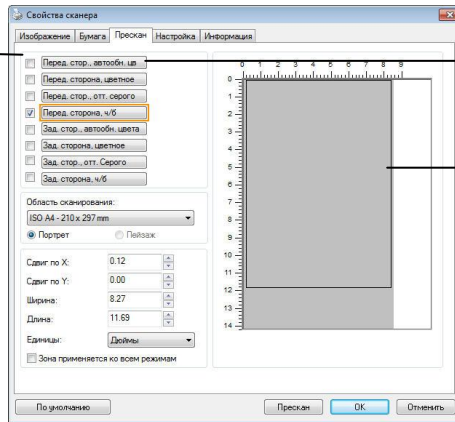 Свойства сканера
Изображение Бумага Прескан Настройка Информация
Перед. стор., автообн. цв
Перед. сторона, цветное
Перед. стор., отт. серого
Перед. сторона, ч/б
Зад. стор., автообн. цвета
Зад. сторона, цветное
Зад. стор., отт. Серого
Зад. сторона, ч/б
Область сканирования:
ISO A4 - 210 x 297 mm
Портрет Пейзаж
Сдвиг по X: 0.12
Сдвиг по Y: 0.00
Ширина: 8.27
Длина: 11.69
Единицы: Дюймы
Зона применяется ко всем режимам
0 1 2 3 4 5 6 7 8 9
0
1
2
3
4
5
6
7
8
9
10
11
12
13
14
По умолчанию Прескан OK Отменить